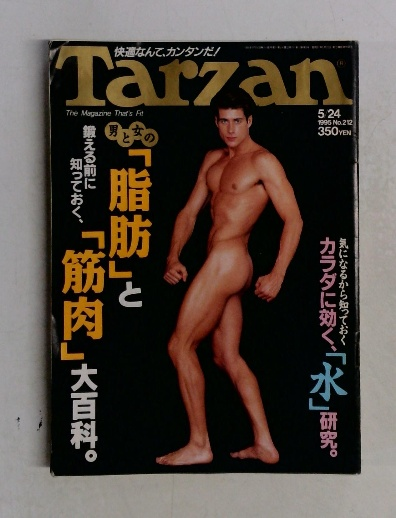 快適なんて、カンタンだ!
Tarzan
The Magazine That's Fit
5/24
1995 No.212
350YEN
鍛える前に
知っておく、
男と女の
「脂肪」と
「筋肉」大百科。
気になるから知っておく
カラダに効く、「水」研究。